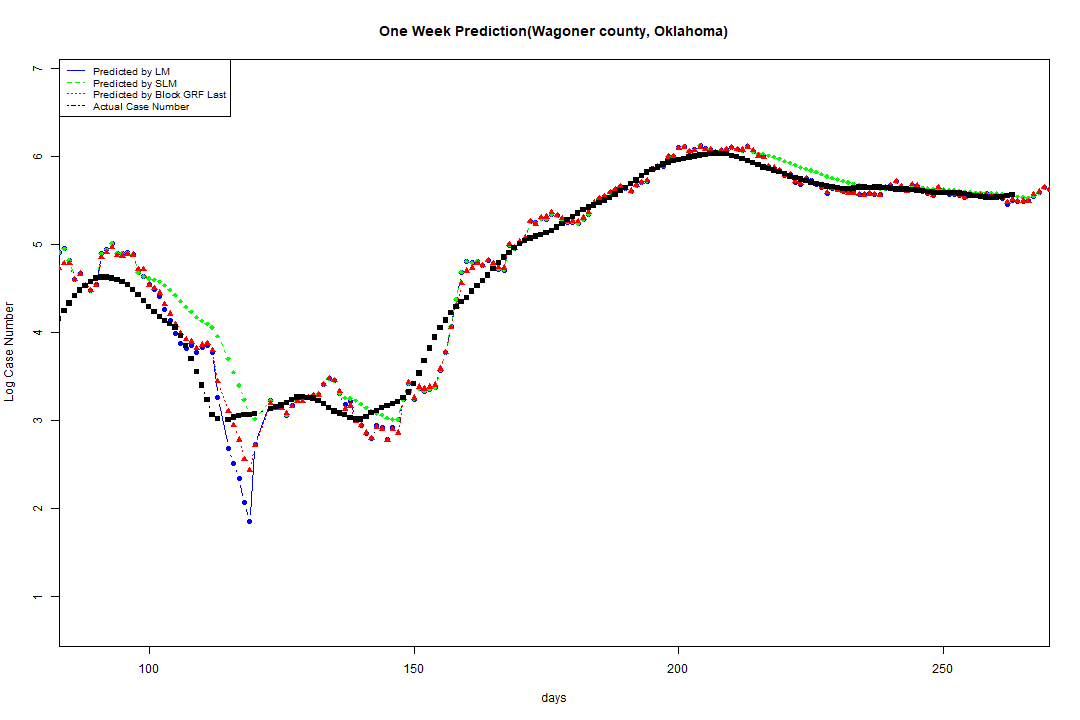 One Week Prediction(Wagoner county, Oklahoma)
Predicted by LM
Predicted by SLM
Predicted by Block GRF Last
Actual Case Number
Log Case Number
7
6
5
4
3
2
1
100 150 200 250
days